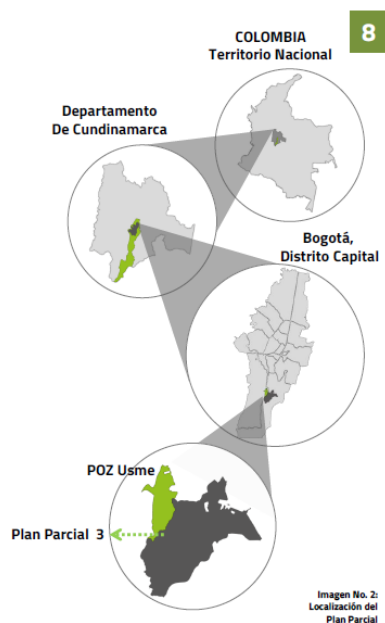 8
COLOMBIA
Territorio Nacional
Departamento
De Cundinamarca
Bogotá,
Distrito Capital
POZ Usme
Plan Parcial 3
Imagen No. 2:
Localización del
Plan Parcial